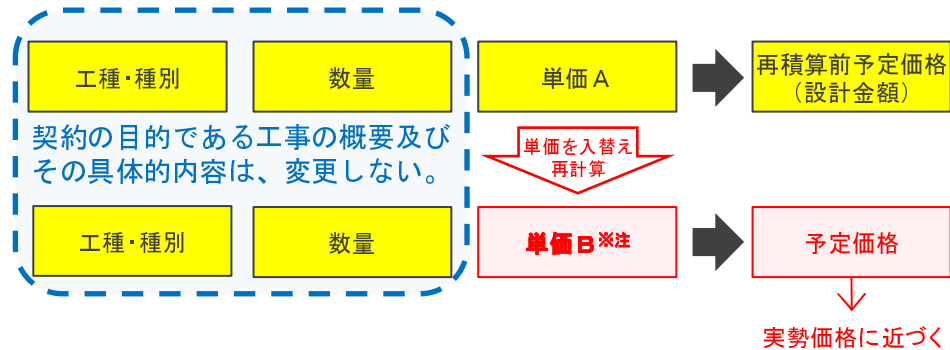 工種・種別
数量
単価A
再積算前予定価格
(設計金額)
契約の目的である工事の概要及び
その具体的内容は、変更しない。
単価を入替え
再計算
工種・種別
数量
単価B※注
予定価格
実勢価格に近づく